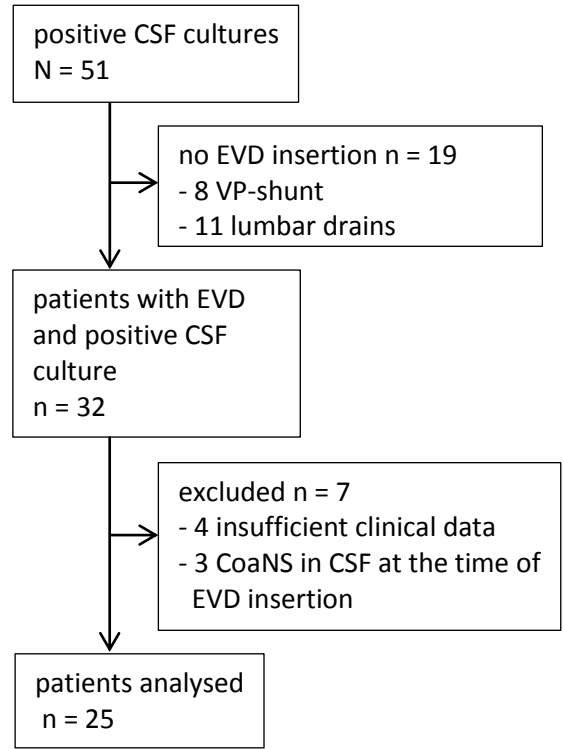 positive CSF cultures
N = 51
no EVD insertion n = 19
- 8 VP-shunt
- 11 lumbar drains
patients with EVD
and positive CSF
culture
n = 32
excluded n = 7
- 4 insufficient clinical data
- 3 CoaNS in CSF at the time of
EVD insertion
patients analysed
n = 25